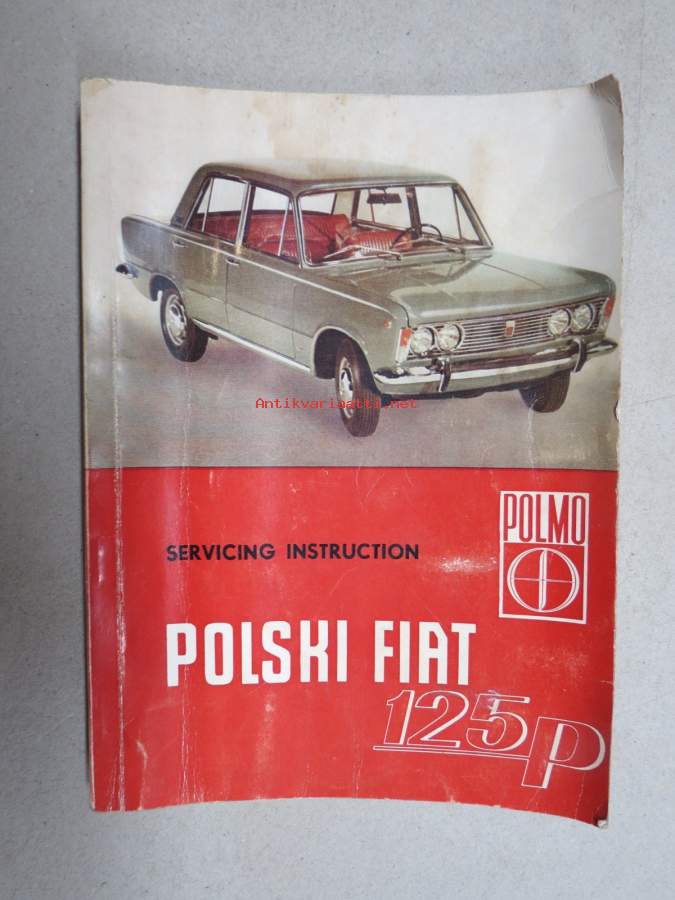 Antikvariaatti.net
POLMO
SERVICING INSTRUCTION
POLSKI FIAT
125p